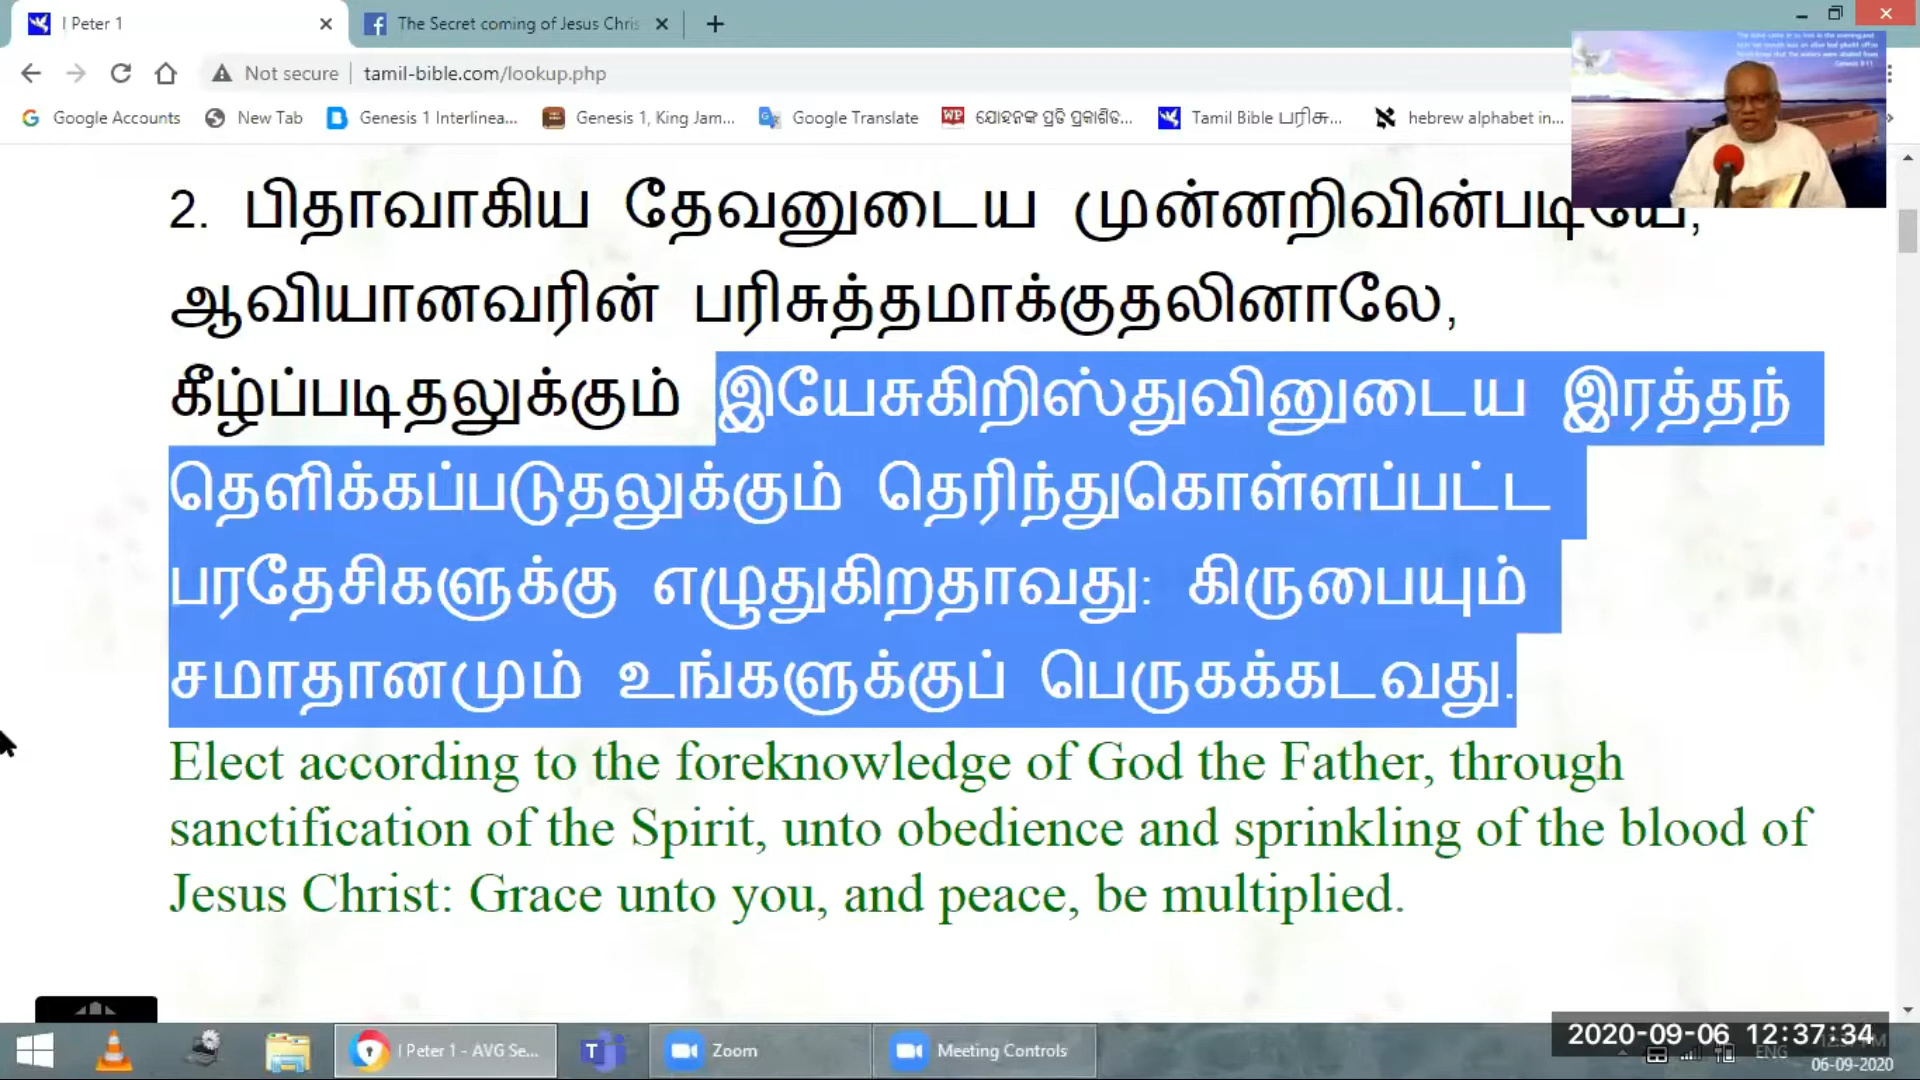 I Peter 1
The Secret coming of Jesus Chris
Not secure
tamil-bible.com/lookup.php
Google Accounts
New Tab
Genesis 1 Interlinea...
Genesis 1, King Jam...
Google Translate
ଯୋହନଙ୍କ ପ୍ରତି ପ୍ରକାଶିତ...
Tamil Bible பரிசு...
hebrew alphabet in...
2. பிதாவாகிய தேவனுடைய முன்னறிவின்படியே,
ஆவியானவரின் பரிசுத்தமாக்குதலினாலே,
கீழ்ப்படிதலுக்கும் இயேசுகிறிஸ்துவினுடைய இரத்தந்
தெளிக்கப்படுதலுக்கும் தெரிந்துகொள்ளப்பட்ட
பரதேசிகளுக்கு எழுதுகிறதாவது: கிருபையும்
சமாதானமும் உங்களுக்குப் பெருகக்கடவது.
Elect according to the foreknowledge of God the Father, through
sanctification of the Spirit, unto obedience and sprinkling of the blood of
Jesus Christ: Grace unto you, and peace, be multiplied.
I Peter 1 - AVG Se...
Zoom
Meeting Controls
2020-09-06 12:37:34
ENG
06-09-2020